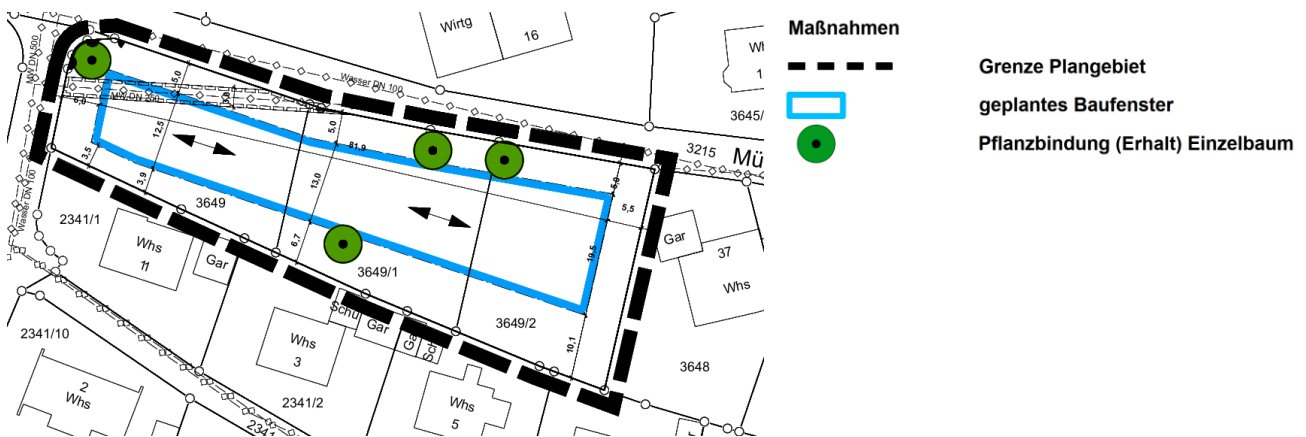 Maßnahmen
Grenze Plangebiet
geplantes Baufenster
Pflanzbindung (Erhalt) Einzelbaum
MW DN 500
Wasser DN 100
MW DN 250
Wasser DN 100
Wirtg
16
Wh
1
3645/
3215
Mü
5,0
3,0
6,0
12,5
5,0
81,9
3,5
3,9
13,0
5,0
5,5
3649
2341/1
6,7
19,5
Gar
37
Whs
Whs
11
Gar
3649/1
2341/10
Schu
Gar
Ga
Sch
3649/2
10,1
Whs
3
3648
2
Whs
2341/2
Whs
5
2341